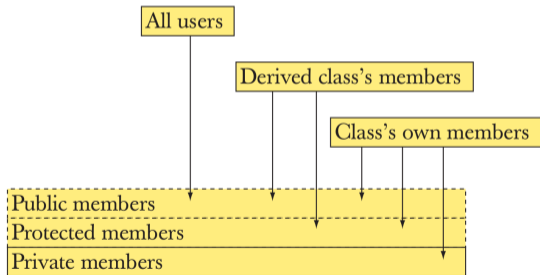 All users
Derived class's members
Class's own members
Public members
Protected members
Private members